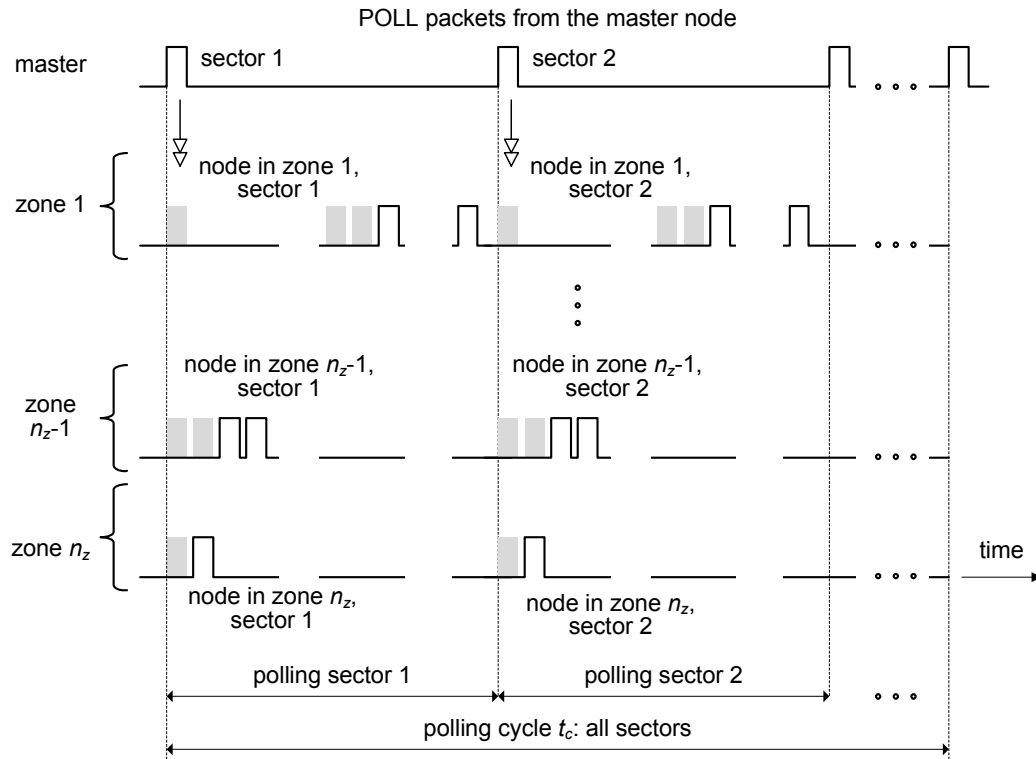 POLL packets from the master node
master
sector 1
sector 2
node in zone 1,
sector 1
node in zone 1,
sector 2
zone 1
node in zone nz-1,
sector 1
node in zone nz-1,
sector 2
zone
nz-1
zone nz
time
node in zone nz,
sector 1
node in zone nz,
sector 2
polling sector 1
polling sector 2
polling cycle tc: all sectors